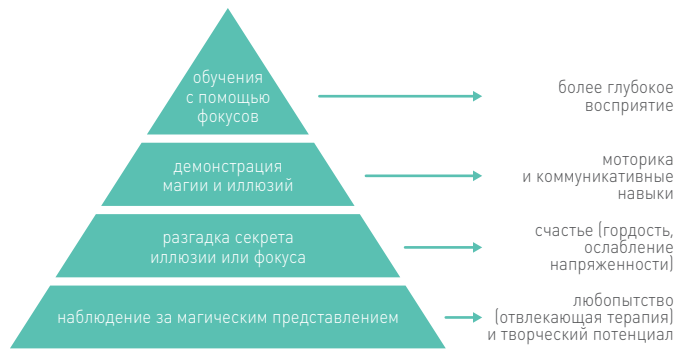 обучения
с помощью
фокусов
более глубокое
восприятие
демонстрация
магии и иллюзий
моторика
и коммуникативные
навыки
разгадка секрета
иллюзии или фокуса
счастье (гордость,
ослабление
напряженности)
наблюдение за магическим представлением
любопытство
(отвлекающая терапия)
и творческий потенциал